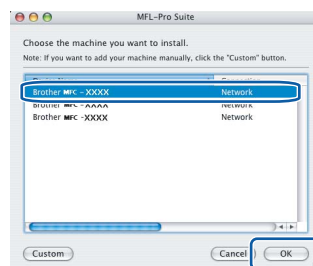 MFL-Pro Suite
Choose the machine you want to install.
Note: If you want to add your machine manually, click the "Custom" button.
Brother MFC - XXXX Network
Brother MFC - XXXX Network
Brother MFC -XXXX Network
Custom Cancel OK